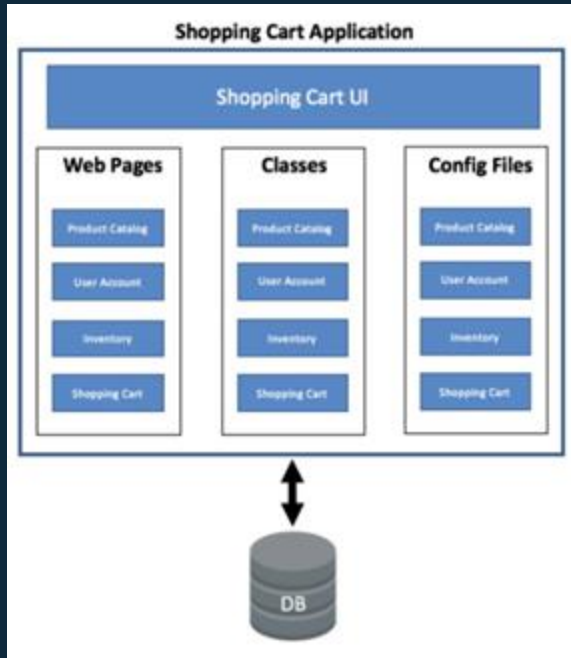 Shopping Cart Application
Shopping Cart UI
Web Pages
Product Catalog
User Account
Inventory
Shopping Cart
Classes
Product Catalog
User Account
Inventory
Shopping Cart
Config Files
Product Catalog
User Account
Inventory
Shopping Cart
DB